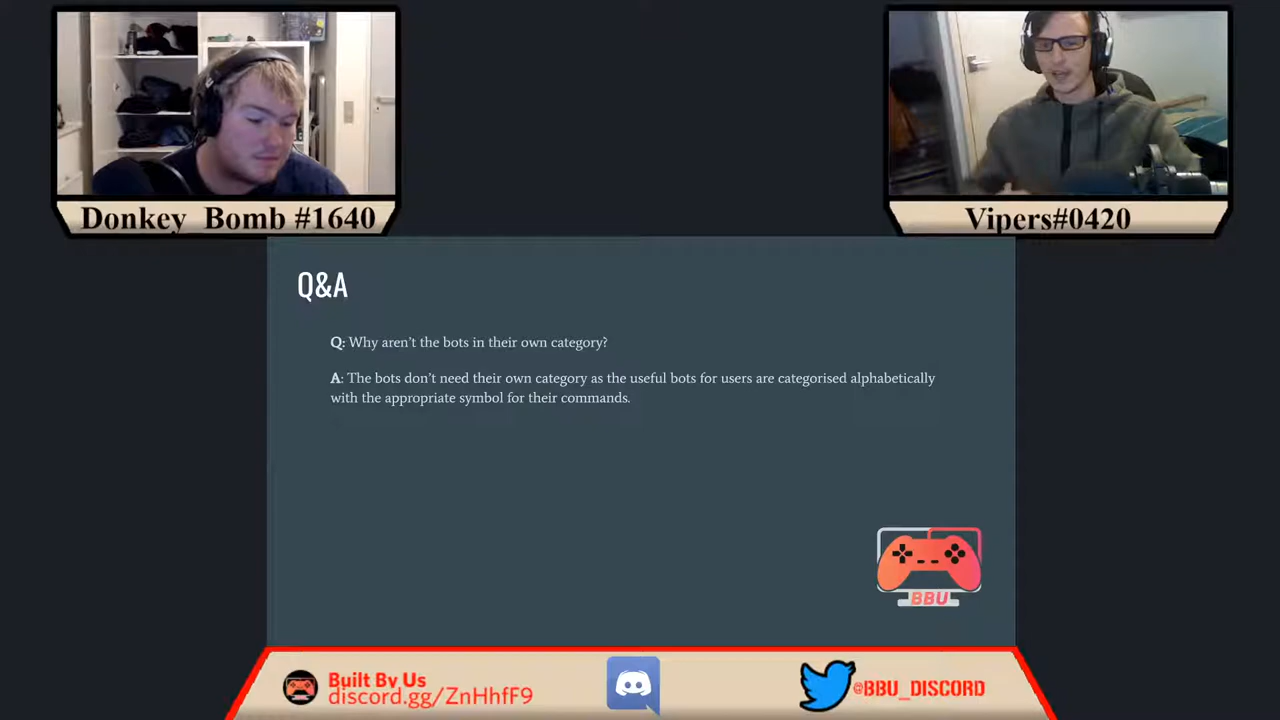 Donkey Bomb #1640
Vipers#0420
Q&A
Q: Why aren't the bots in their own category?
A: The bots don't need their own category as the useful bots for users are categorised alphabetically
with the appropriate symbol for their commands.
BBU
Built By Us
discord.gg/ZnHhfF9
@BBU_DISCORD